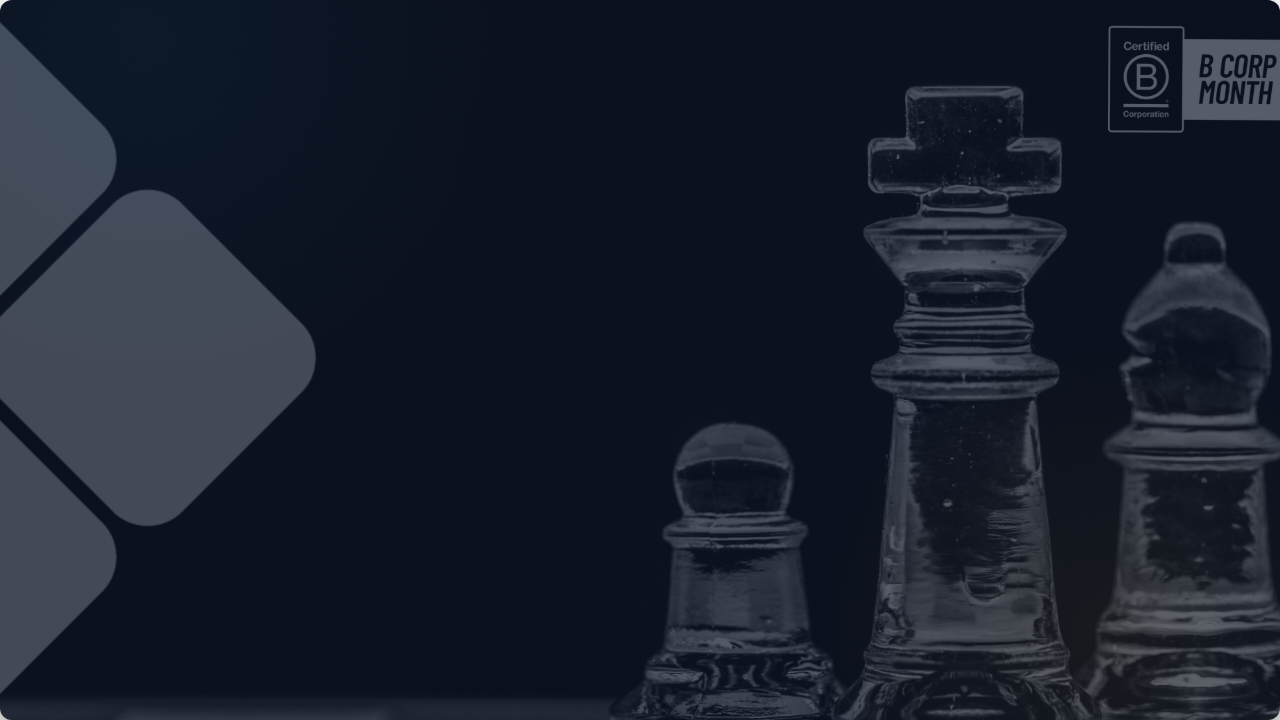 Certified
B
Corporation
B CORP
MONTH